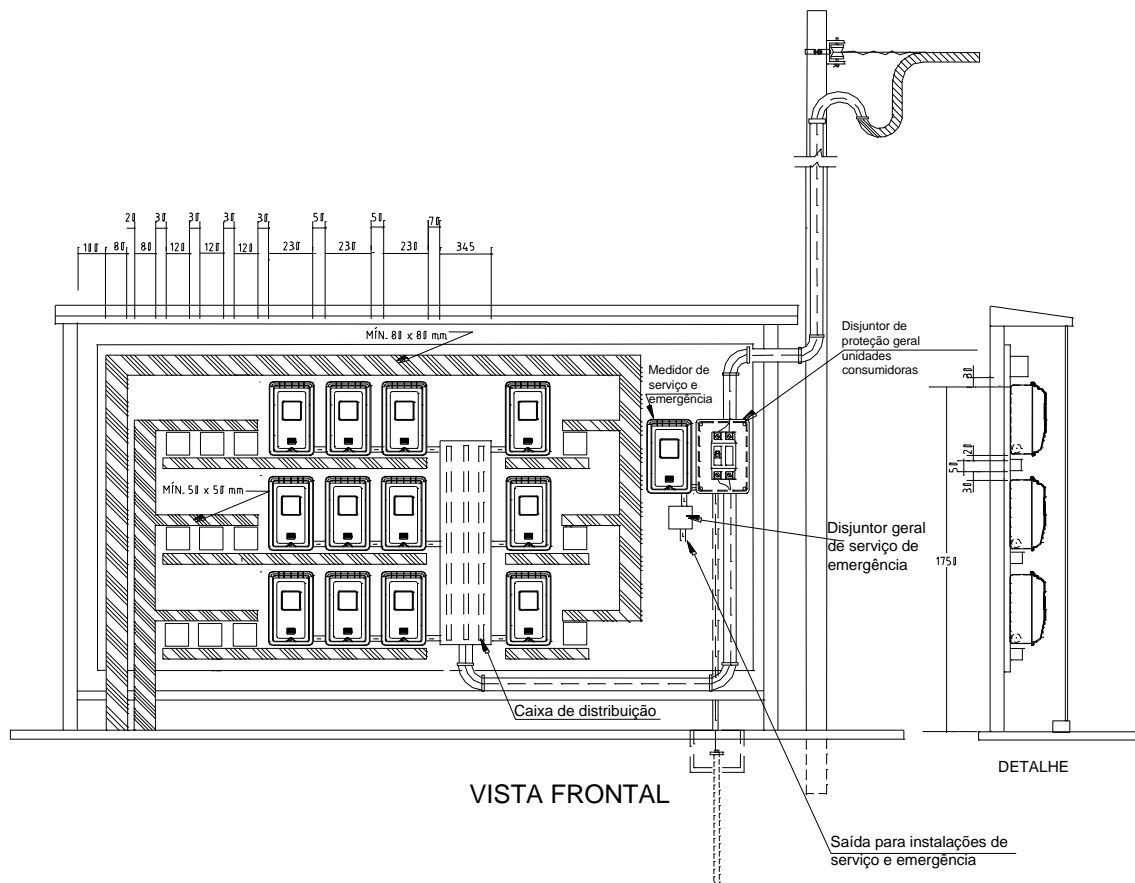 20 30 30 30 30 50 50 70
100 80 80 120 120 120 230 230 230 345
MÍN. 80 x 80 mm
Disjuntor de
proteção geral
unidades
consumidoras
Medidor de
serviço e
emergência
30
MÍN. 50 x 50 mm
20
50
30
Disjuntor geral
de serviço de
emergência
1750
Caixa de distribuição
DETALHE
VISTA FRONTAL
Saída para instalações de
serviço e emergência